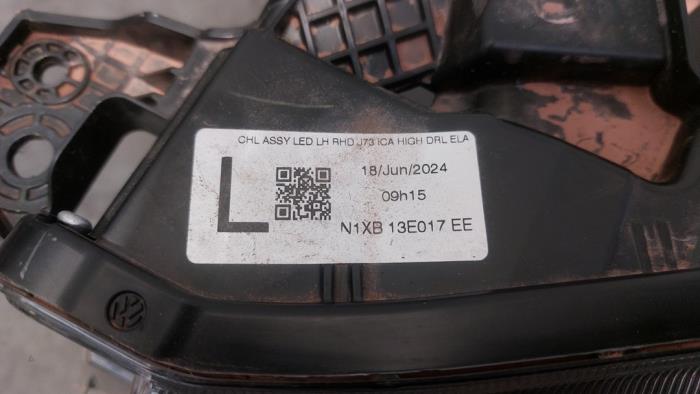 CHL ASSY LED LH RHD J73 ICA HIGH DRL ELA
L
18/Jun/2024
09h15
N1XB 13E017 EE